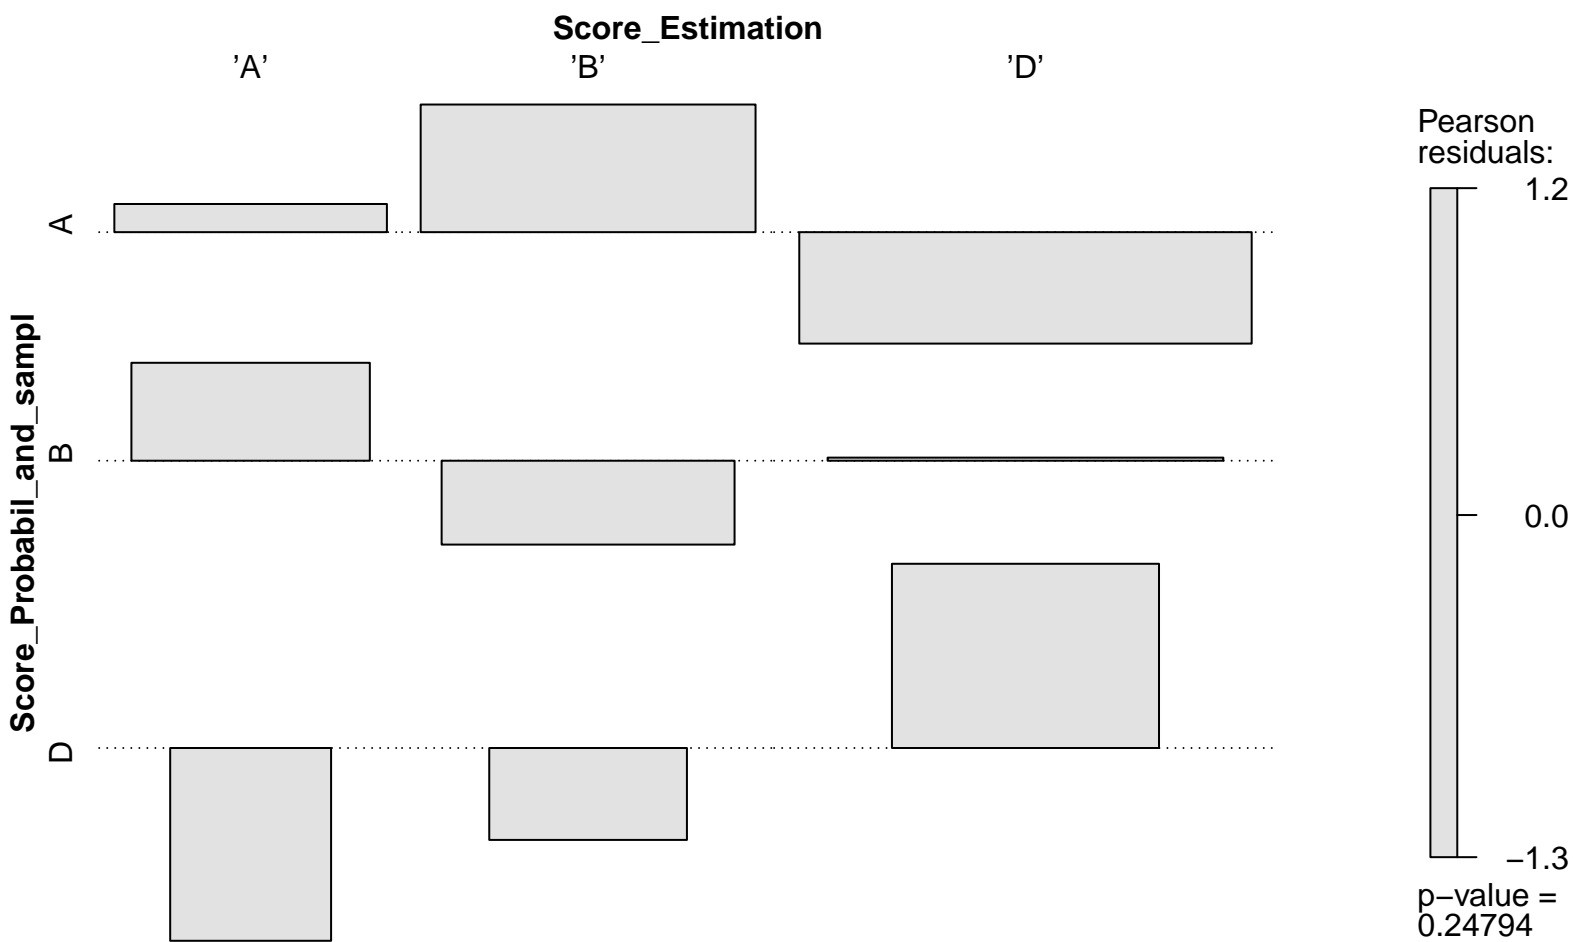 Score_Estimation
’A’ ’B’ ’D’
Score_Probabil_and_sampl
A
B
D
Pearson
residuals:
1.2
0.0
−1.3
p−value =
0.24794